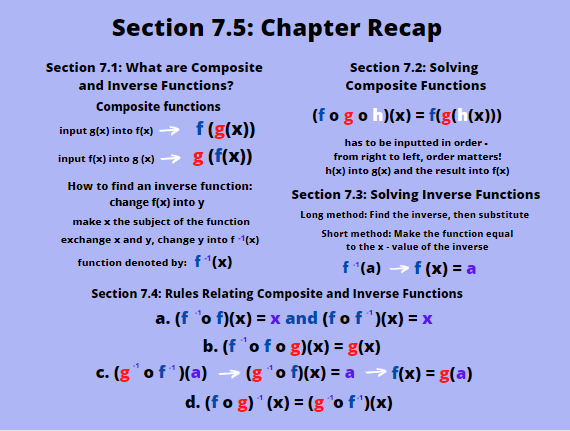 Section 7.5: Chapter Recap
Section 7.1: What are Composite
and Inverse Functions?
Composite functions
input g(x) into f(x) → f (g(x))
input f(x) into g (x) → g (f(x))
How to find an inverse function:
change f(x) into y
make x the subject of the function
exchange x and y, change y into f ⁻¹(x)
function denoted by: f ⁻¹(x)
Section 7.2: Solving
Composite Functions
(f o g o h)(x) = f(g(h(x)))
has to be inputted in order -
from right to left, order matters!
h(x) into g(x) and the result into f(x)
Section 7.3: Solving Inverse Functions
Long method: Find the inverse, then substitute
Short method: Make the function equal
to the x - value of the inverse
f ⁻¹(a) → f (x) = a
Section 7.4: Rules Relating Composite and Inverse Functions
a. (f ⁻¹o f)(x) = x and (f o f ⁻¹)(x) = x
b. (f ⁻¹o f o g)(x) = g(x)
c. (g ⁻¹ o f ⁻¹ )(a) → (g ⁻¹o f)(x) = a → f(x) = g(a)
d. (f o g) ⁻¹ (x) = (g ⁻¹o f ⁻¹)(x)